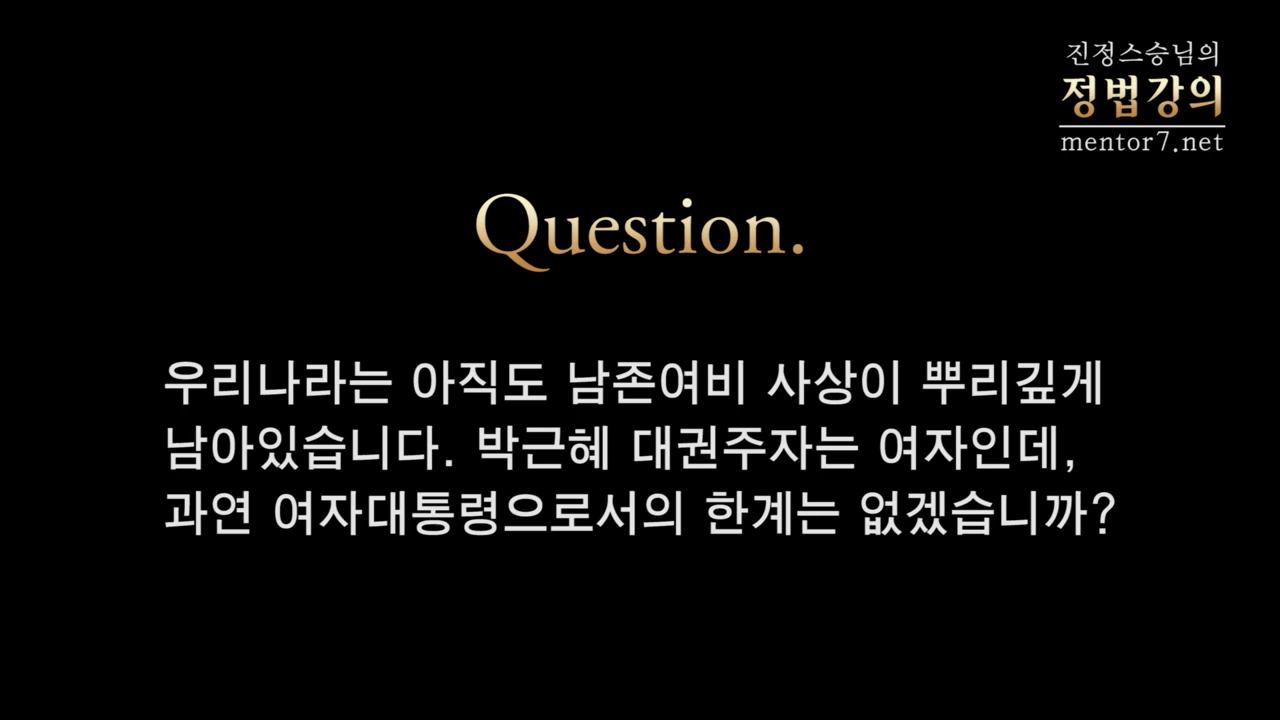 진정스승님의
정법강의
mentor7.net
Question.
우리나라는 아직도 남존여비 사상이 뿌리깊게
남아있습니다. 박근혜 대권주자는 여자인데,
과연 여자대통령으로서의 한계는 없겠습니까?